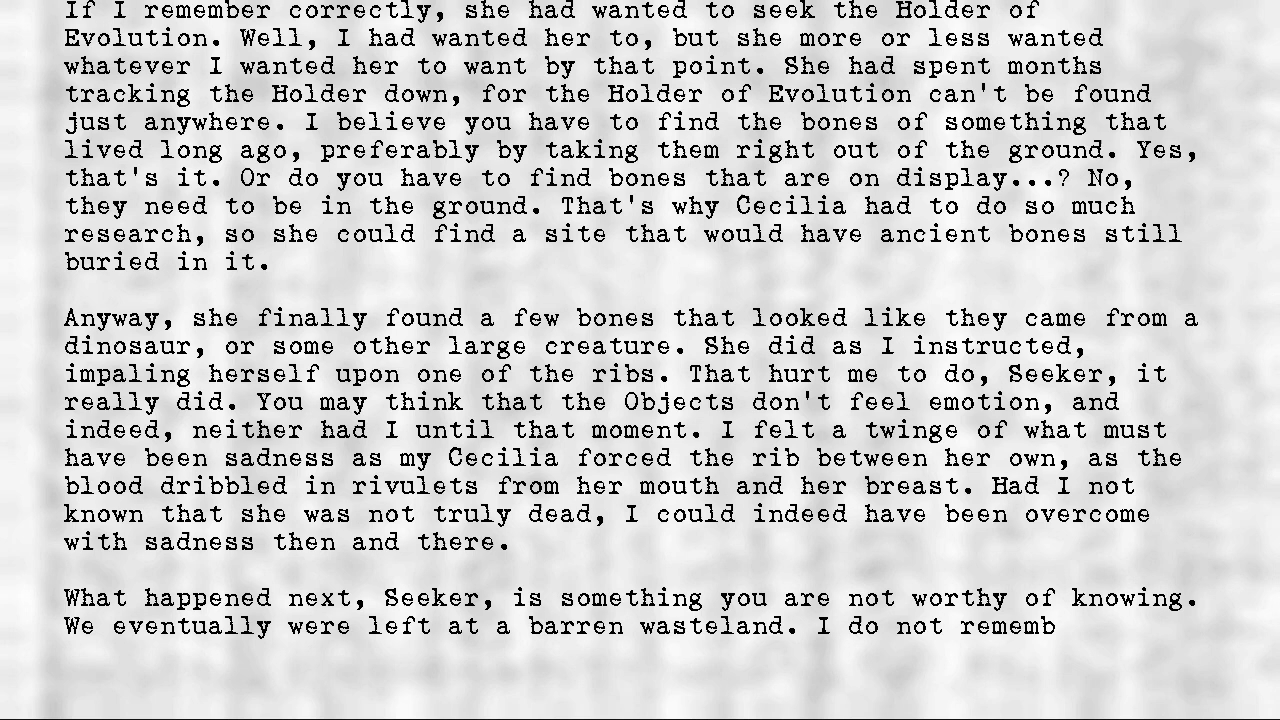 If I remember correctly, she had wanted to seek the Holder of
Evolution. Well, I had wanted her to, but she more or less wanted
whatever I wanted her to want by that point. She had spent months
tracking the Holder down, for the Holder of Evolution can't be found
just anywhere. I believe you have to find the bones of something that
lived long ago, preferably by taking them right out of the ground. Yes,
that's it. Or do you have to find bones that are on display...? No,
they need to be in the ground. That's why Cecilia had to do so much
research, so she could find a site that would have ancient bones still
buried in it.

Anyway, she finally found a few bones that looked like they came from a
dinosaur, or some other large creature. She did as I instructed,
impaling herself upon one of the ribs. That hurt me to do, Seeker, it
really did. You may think that the Objects don't feel emotion, and
indeed, neither had I until that moment. I felt a twinge of what must
have been sadness as my Cecilia forced the rib between her own, as the
blood dribbled in rivulets from her mouth and her breast. Had I not
known that she was not truly dead, I could indeed have been overcome
with sadness then and there.

What happened next, Seeker, is something you are not worthy of knowing.
We eventually were left at a barren wasteland. I do not rememb